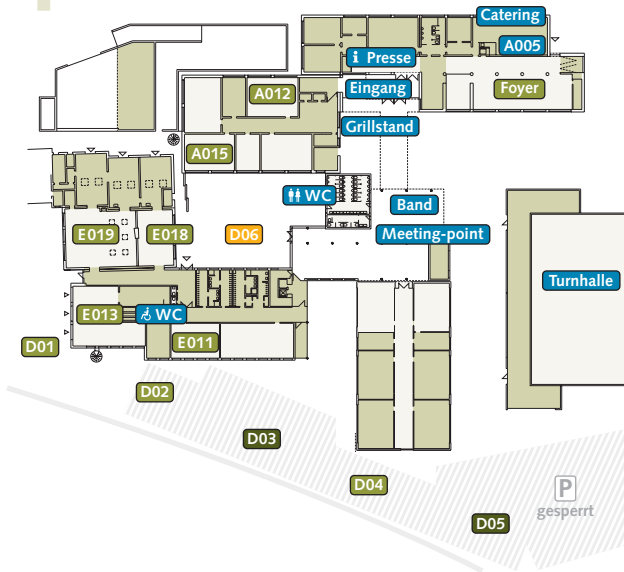 Catering
A005
i Presse
Eingang
Foyer
A012
Grillstand
A015
WC
Band
E019
E018
D06
Meeting-point
Turnhalle
E013
WC
E011
D01
D02
D03
D04
P
gesperrt
D05